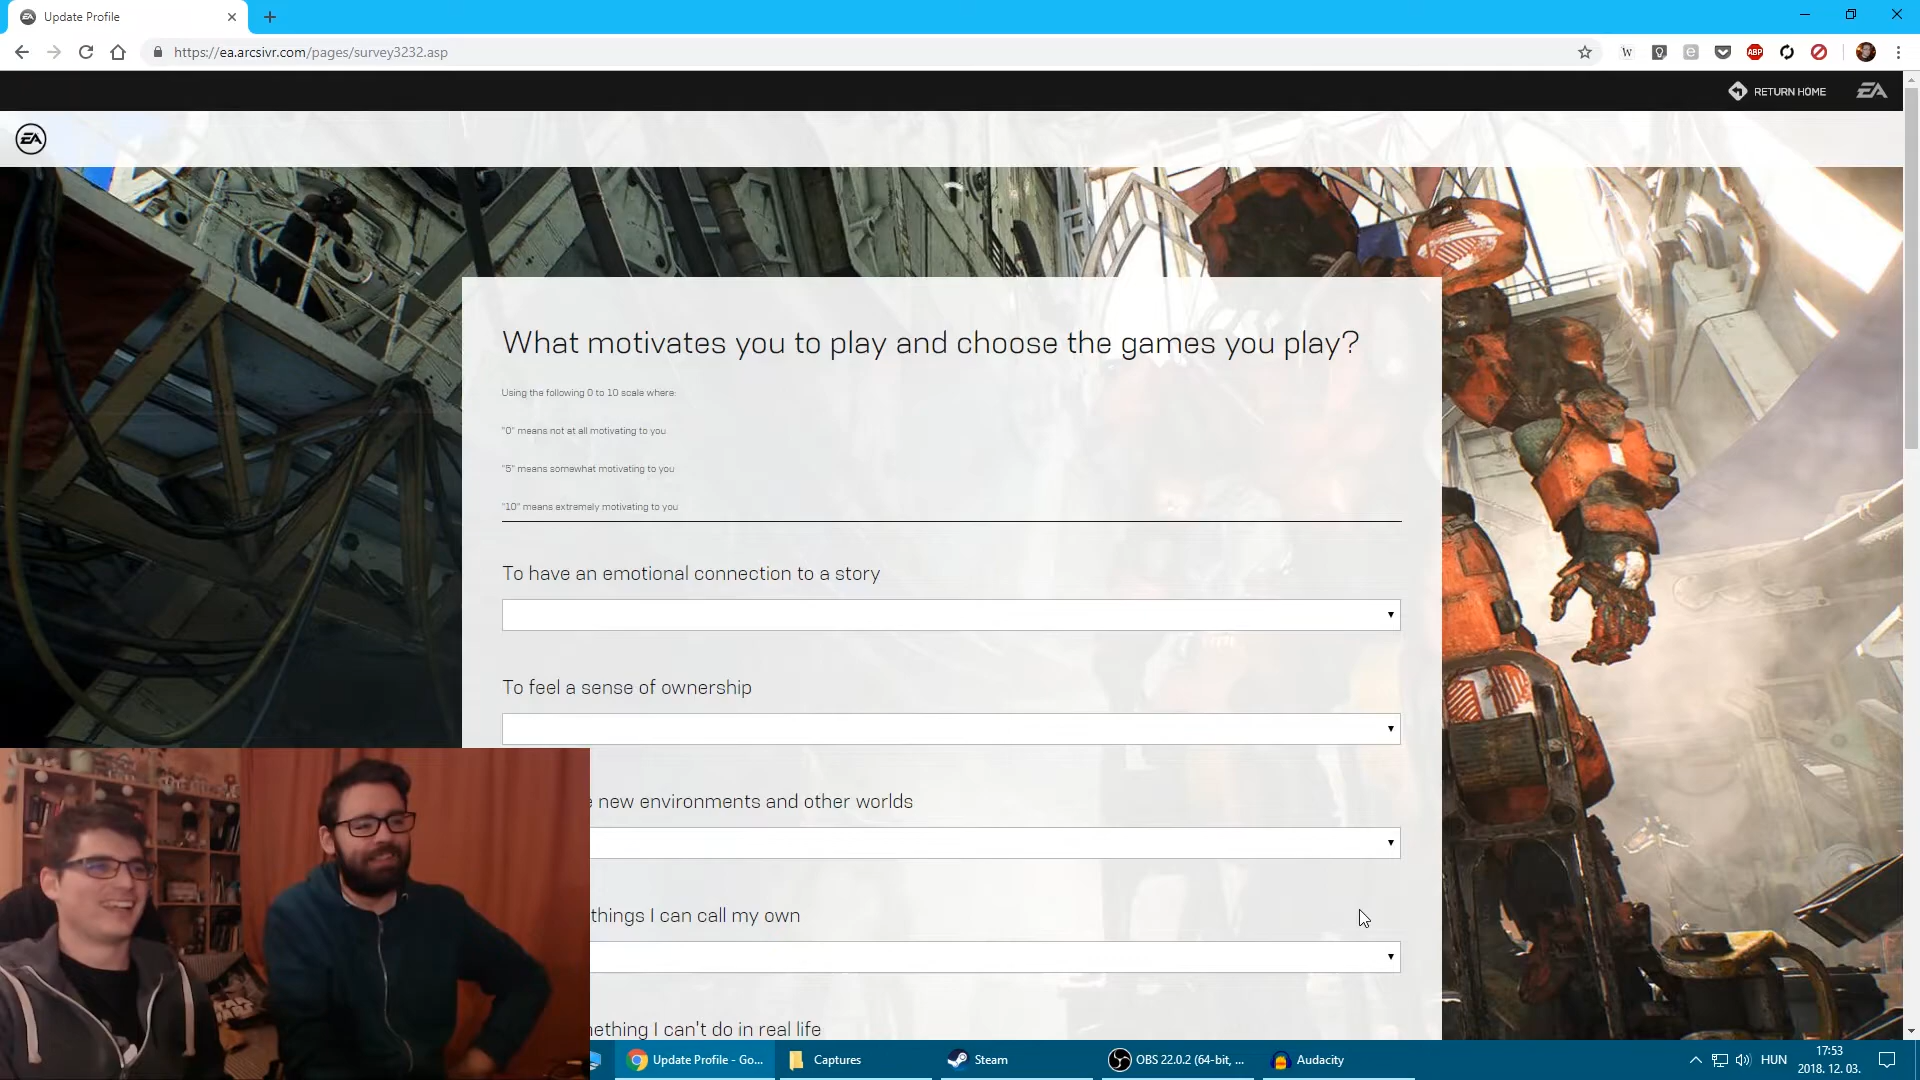 Update Profile
https://ea.arcsivr.com/pages/survey3232.asp
W
ABP
RETURN HOME
EA
EA
What motivates you to play and choose the games you play?
Using the following 0 to 10 scale where:
"0" means not at all motivating to you
"5" means somewhat motivating to you
"10" means extremely motivating to you
To have an emotional connection to a story
To feel a sense of ownership
new environments and other worlds
things I can call my own
I can't do in real life
Update Profile - Go...
Captures
Steam
OBS 22.0.2 (64-bit, ...
Audacity
HUN
17:53
2018. 12. 03.